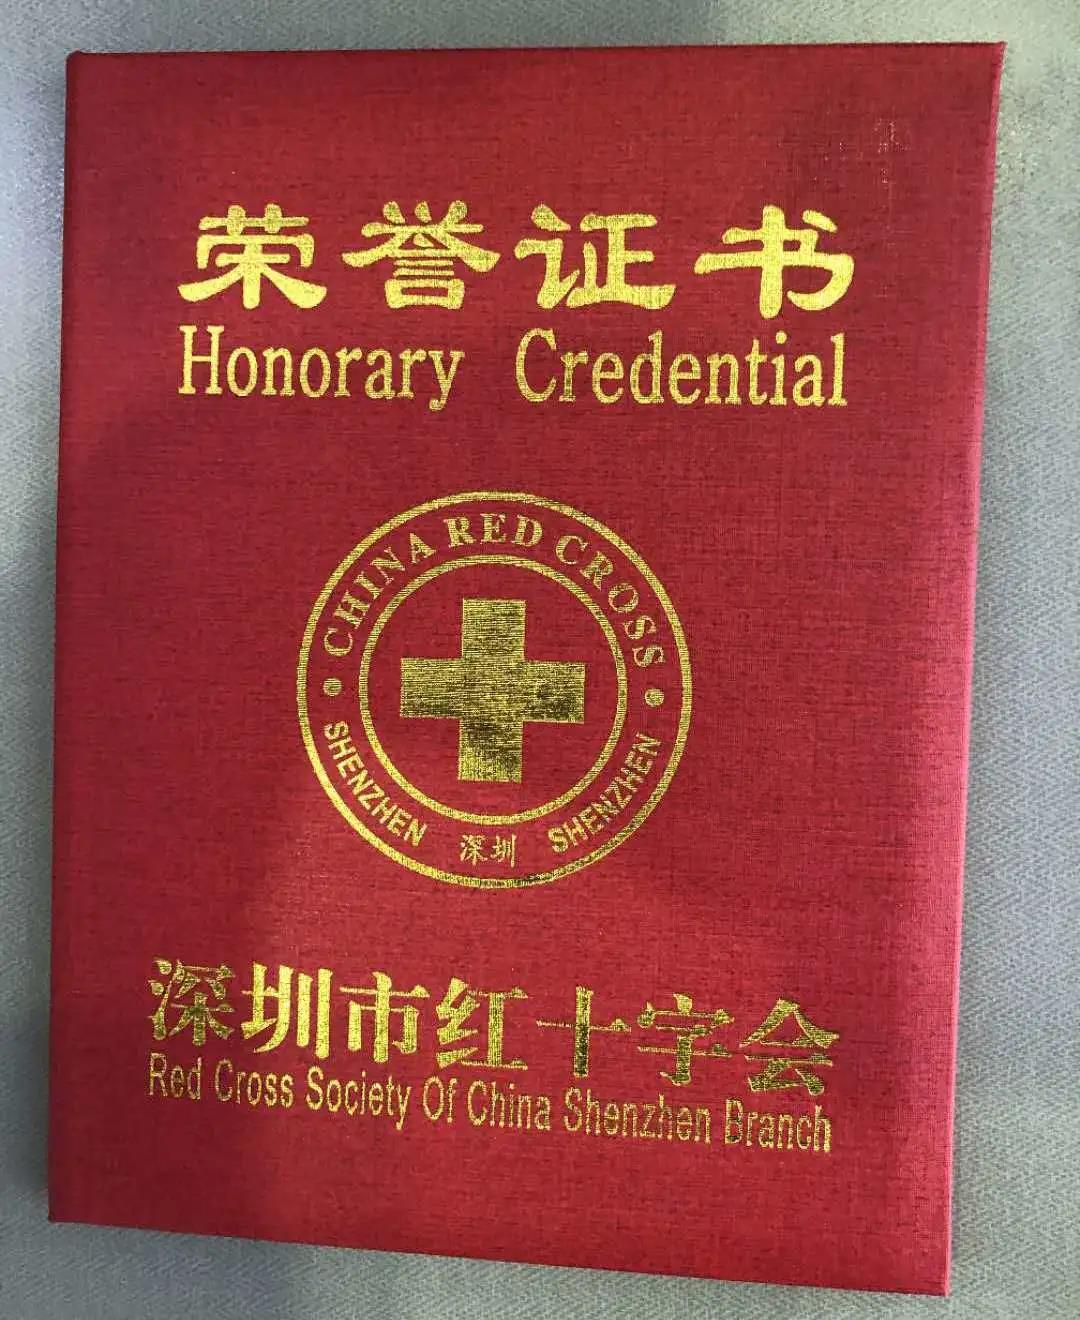 荣誉证书
Honorary Credential
CHINA RED CROSS
SHENZHEN 深圳 SHENZHEN
深圳市红十字会
Red Cross Society Of China Shenzhen Branch